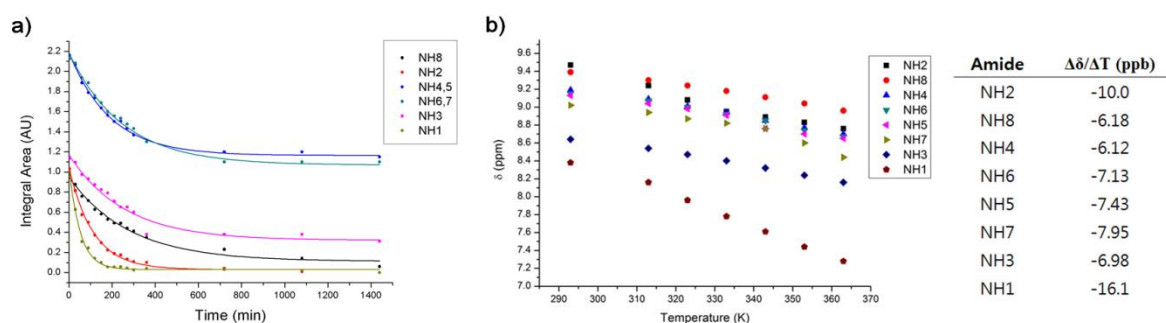 a)
Integral Area (AU)
2.2
2.0
1.8
1.6
1.4
1.2
1.0
0.8
0.6
0.4
0.2
0.0
0 200 400 600 800 1000 1200 1400
Time (min)
NH8
NH2
NH4,5
NH6,7
NH3
NH1
b)
δ (ppm)
9.6
9.4
9.2
9.0
8.8
8.6
8.4
8.2
8.0
7.8
7.6
7.4
7.2
7.0
290 300 310 320 330 340 350 360 370
Temperature (K)
NH2
NH8
NH4
NH6
NH5
NH7
NH3
NH1
Amide Δδ/ΔT (ppb)
NH2 -10.0
NH8 -6.18
NH4 -6.12
NH6 -7.13
NH5 -7.43
NH7 -7.95
NH3 -6.98
NH1 -16.1